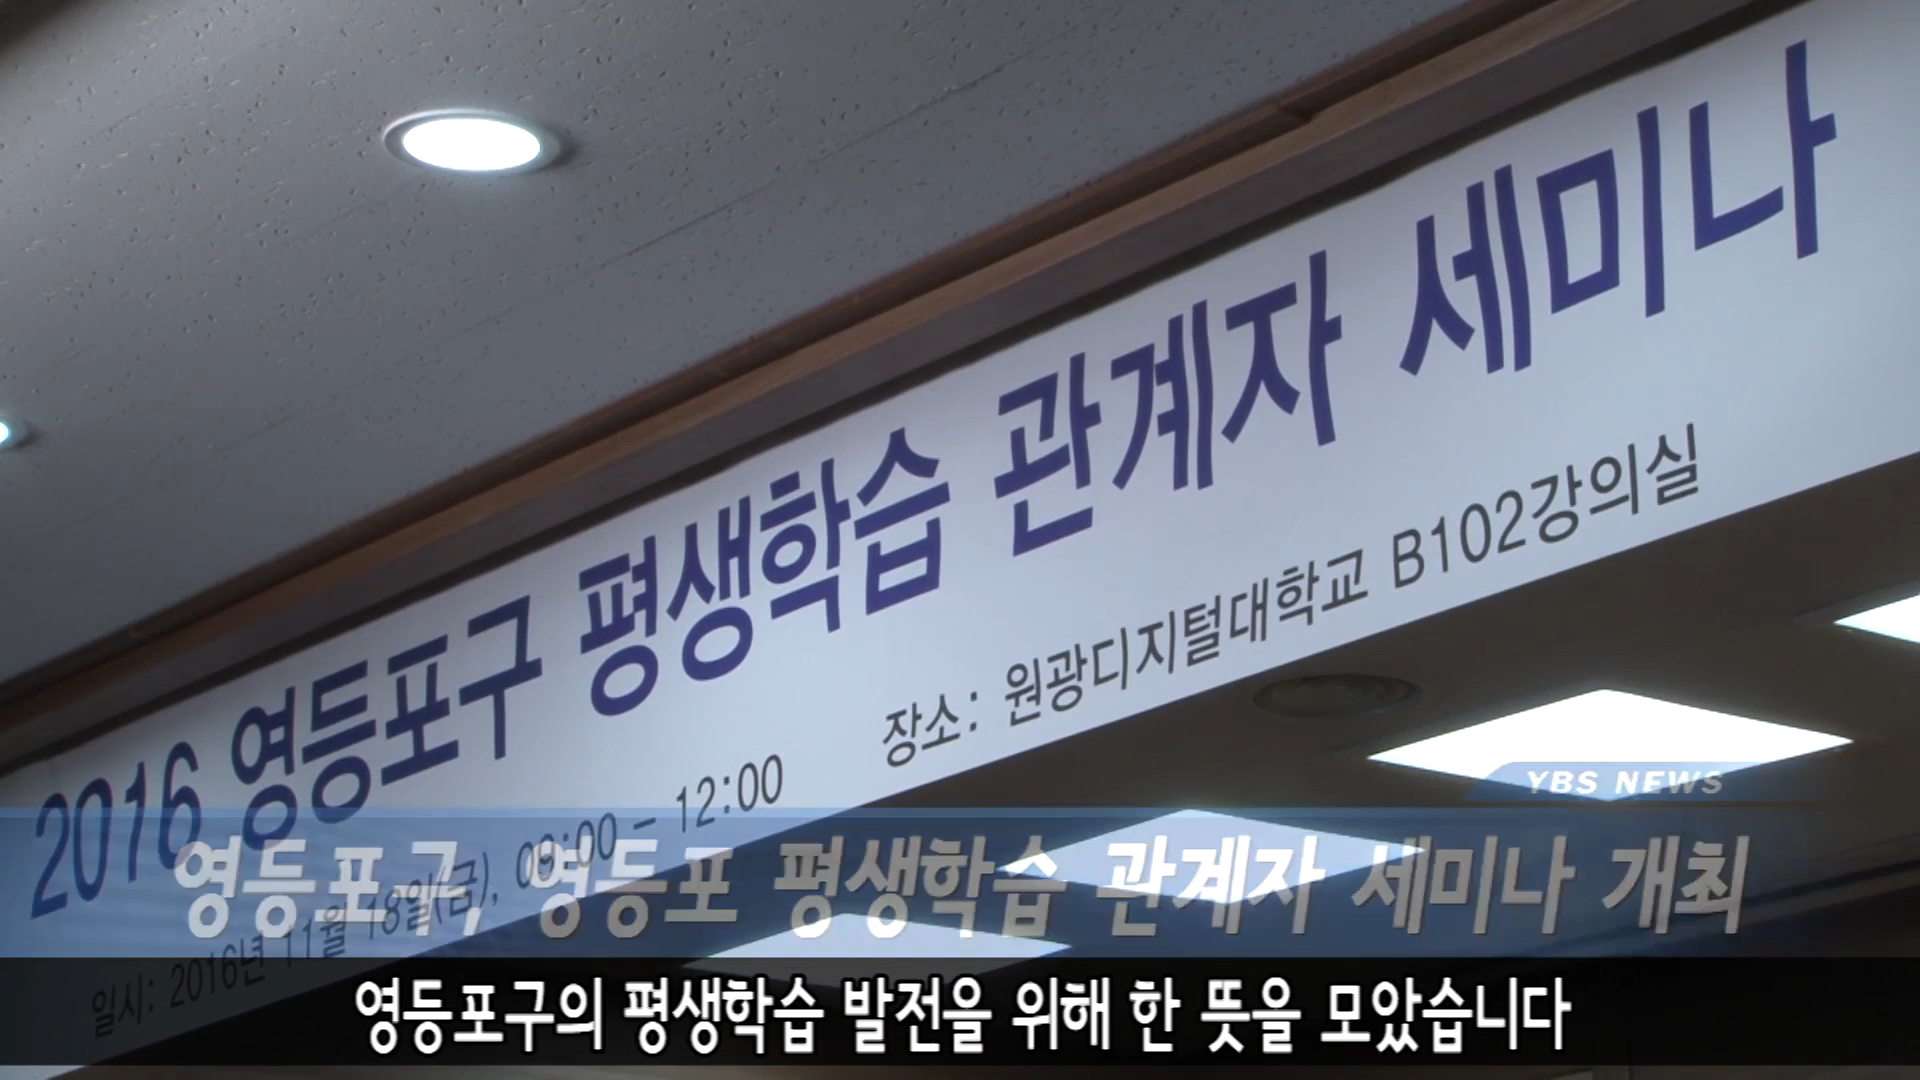 2016 영등포구 평생학습 관계자 세미나
일시: 2016년 11월 18일(금), 09:00 - 12:00 장소: 원광디지털대학교 B102강의실
YBS NEWS
영등포구, 영등포 평생학습 관계자 세미나 개최
영등포구의 평생학습 발전을 위해 한 뜻을 모았습니다